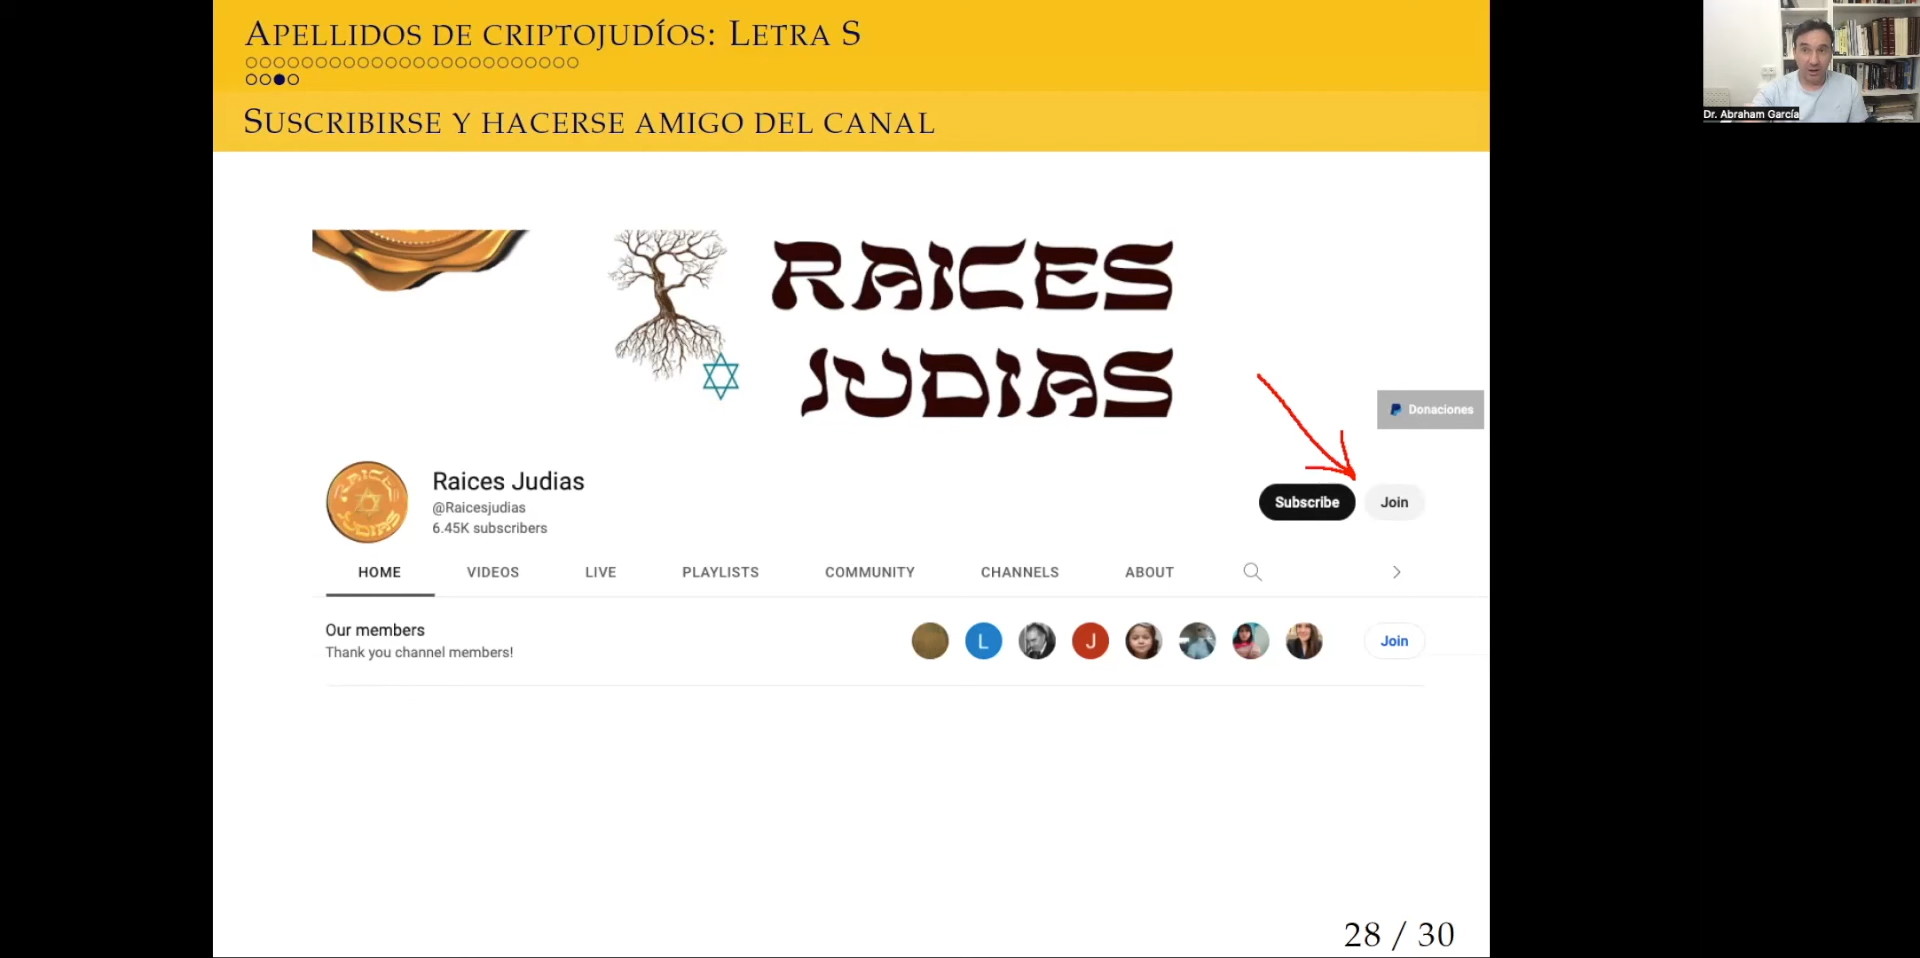 APELLIDOS DE CRIPTOJUDÍOS: LETRA S
SUSCRIBIRSE Y HACERSE AMIGO DEL CANAL
Dr. Abraham García
RAICES
JUDIAS
Donaciones
RAICES
JUDIAS
Raices Judias
@Raicesjudias
6.45K subscribers
Subscribe
Join
HOME VIDEOS LIVE PLAYLISTS COMMUNITY CHANNELS ABOUT
Our members
Thank you channel members!
L
J
Join
28 / 30